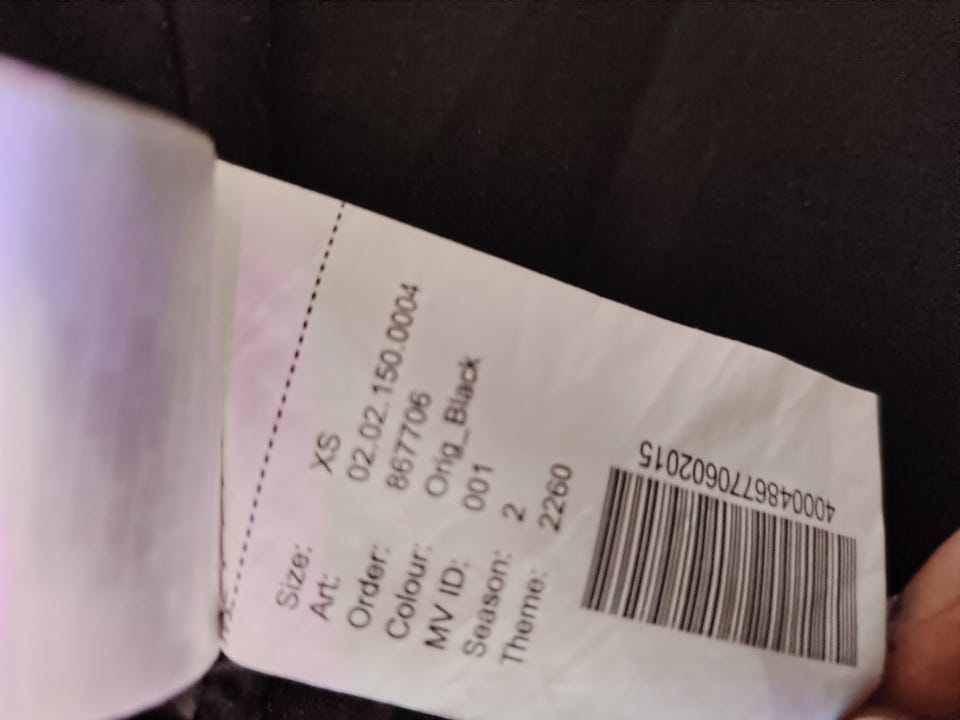 Size: XS
Art: 02.02.150.0004
Order: 867706
Colour: Orig_Black
MV ID: 001
Season: 2
Theme: 2260
4000486770602015